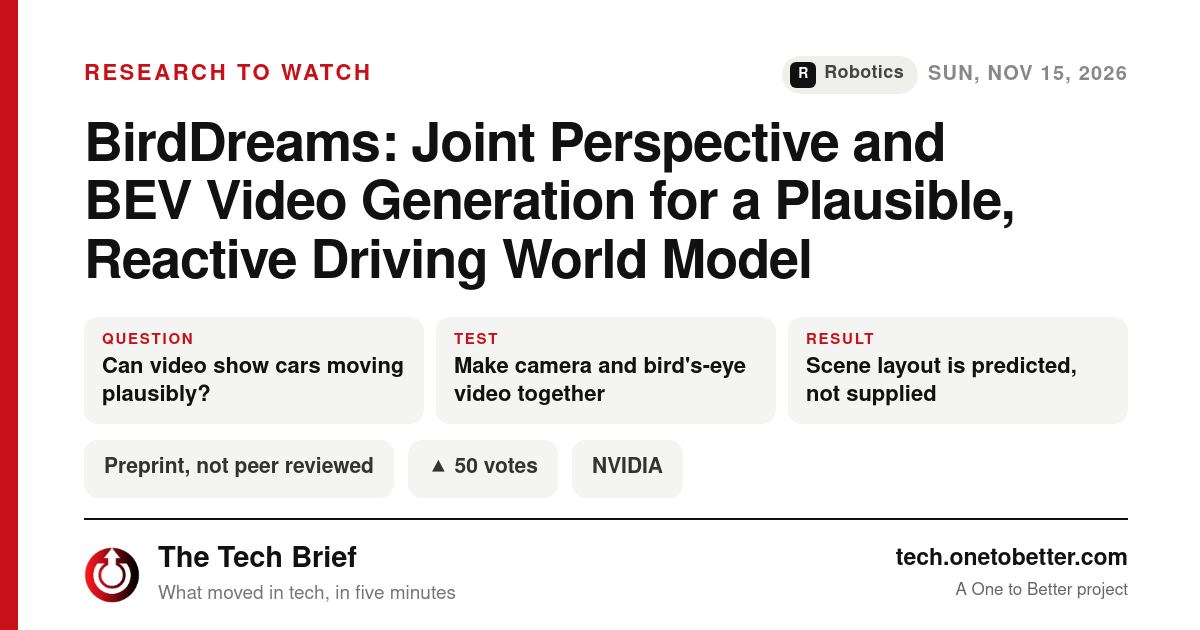 RESEARCH TO WATCH
R Robotics SUN, NOV 15, 2026
BirdDreams: Joint Perspective and
BEV Video Generation for a Plausible,
Reactive Driving World Model
QUESTION
Can video show cars moving
plausibly?
TEST
Make camera and bird's-eye
video together
RESULT
Scene layout is predicted,
not supplied
Preprint, not peer reviewed
▲ 50 votes
NVIDIA
The Tech Brief
What moved in tech, in five minutes
tech.onetobetter.com
A One to Better project